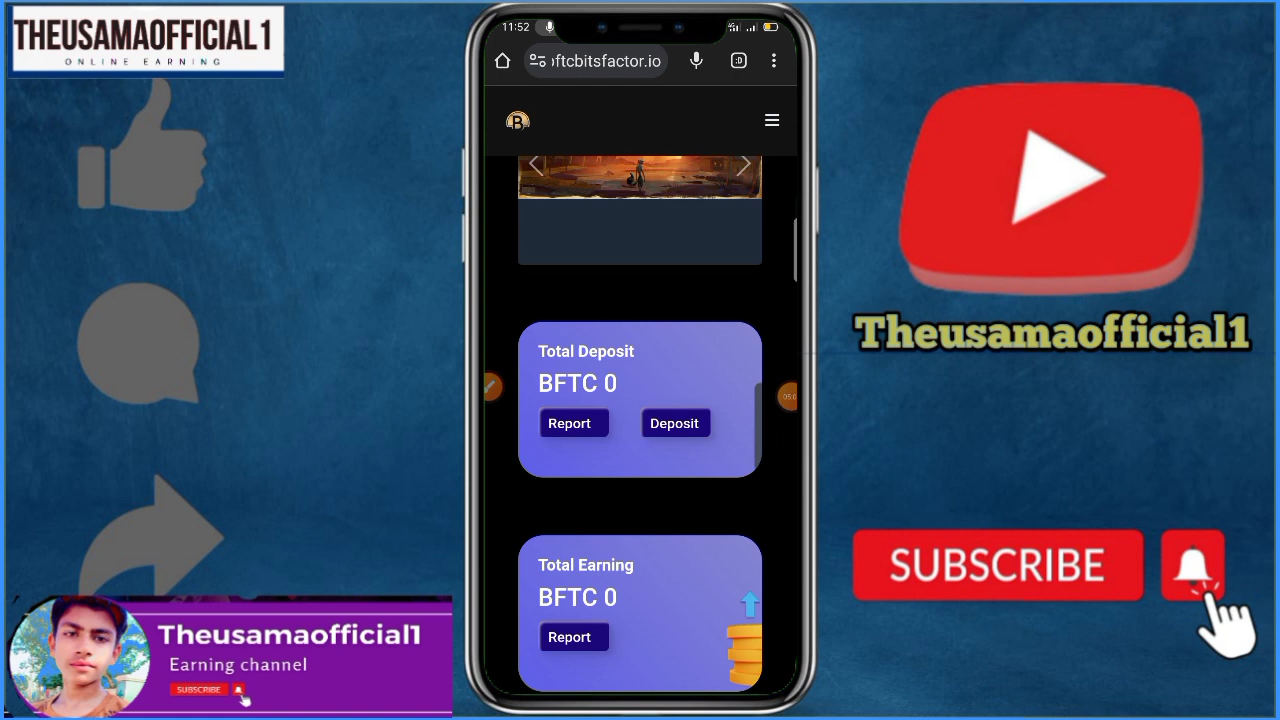 THEUSAMAOFFICIAL1
ONLINE EARNING
11:52
ftcbitsfactor.io
:D
B
Total Deposit
BFTC 0
Report
Deposit
Total Earning
BFTC 0
Report
Theusamaofficial1
SUBSCRIBE
Theusamaofficial1
Earning channel
SUBSCRIBE